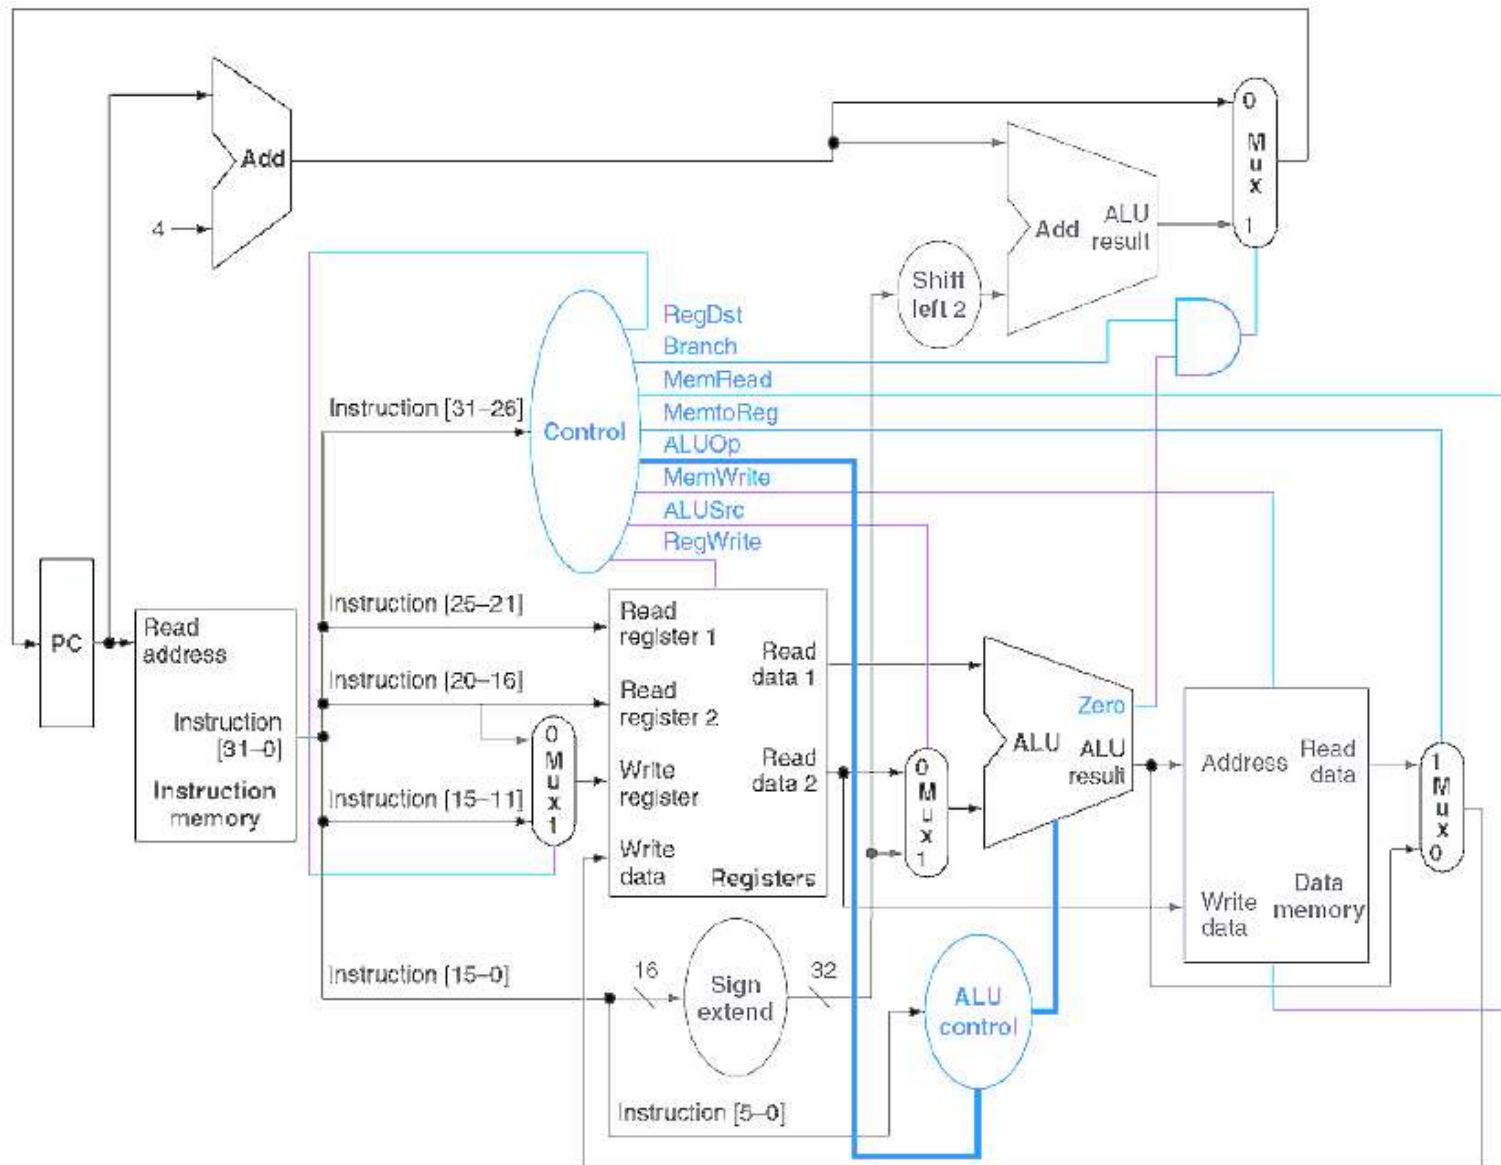 Add
4
0
M
u
x
1
Add
ALU
result
Shift
left 2
RegDst
Branch
MemRead
MemtoReg
ALUOp
MemWrite
ALUSrc
RegWrite
Control
Instruction [31–26]
Instruction [25–21]
Instruction [20–16]
Instruction [15–11]
Instruction [15–0]
Instruction [5–0]
PC
Read
address
Instruction
[31–0]
Instruction
memory
0
M
u
x
1
Read
register 1
Read
register 2
Write
register
Write
data
Read
data 1
Read
data 2
Registers
16
Sign
extend
32
0
M
u
x
1
Zero
ALU
ALU
result
ALU
control
Address
Read
data
Write
data
Data
memory
1
M
u
x
0